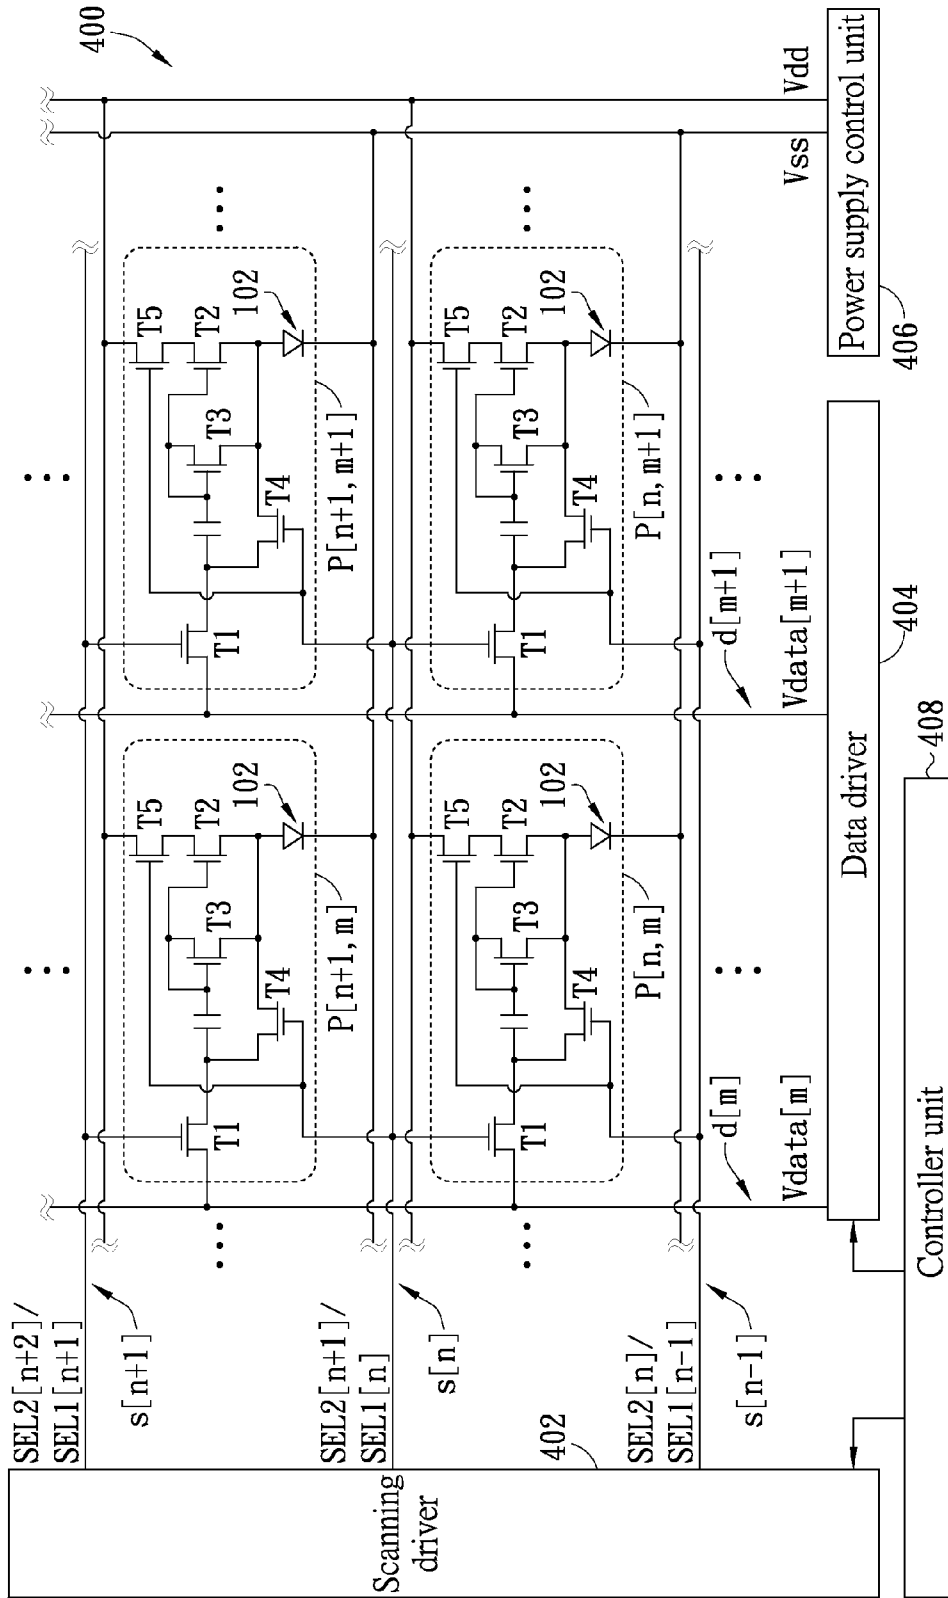 400
SEL2[n+2]/
SEL1[n+1]
s[n+1]
T5
T2
T3
T4
T1
102
P[n+1, m]
T5
T2
T3
T4
T1
102
P[n+1, m+1]
SEL2[n+1]/
SEL1[n]
s[n]
T5
T2
T3
T4
T1
102
P[n, m]
T5
T2
T3
T4
T1
102
P[n, m+1]
SEL2[n]/
SEL1[n-1]
s[n-1]
Scanning
driver
402
d[m]
Vdata[m]
d[m+1]
Vdata[m+1]
Vss
Vdd
Data driver
404
Power supply control unit
406
Controller unit
408